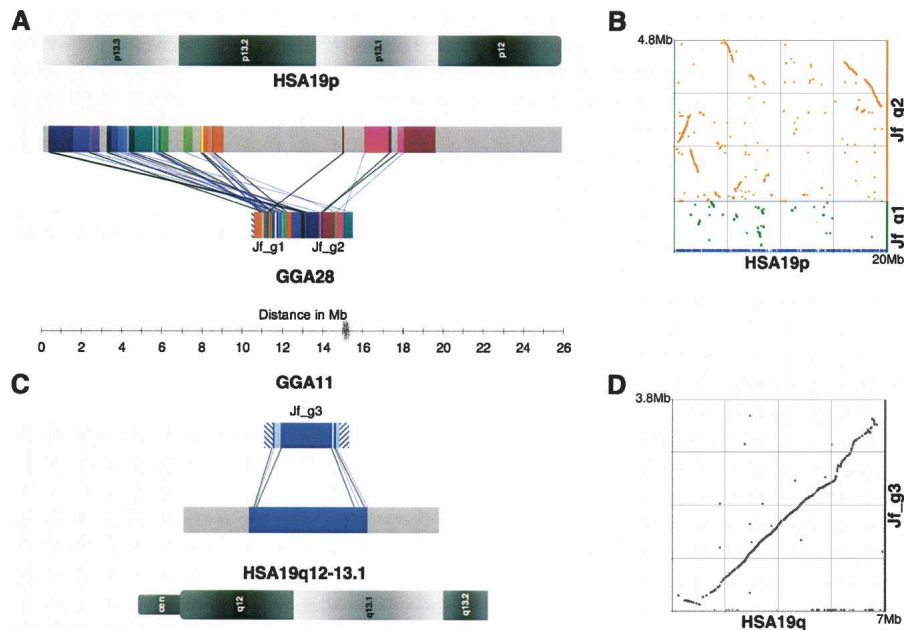 A
p13.3
p13.2
p13.1
p12
HSA19p
Jf_g1
Jf_g2
GGA28
Distance in Mb
0 2 4 6 8 10 12 14 16 18 20 22 24 26
B
4.8Mb
Jf_g2
Jf_g1
HSA19p
20Mb
C
GGA11
Jf_g3
HSA19q12-13.1
cen
q12
q13.1
q13.2
D
3.8Mb
Jf_g3
HSA19q
7Mb